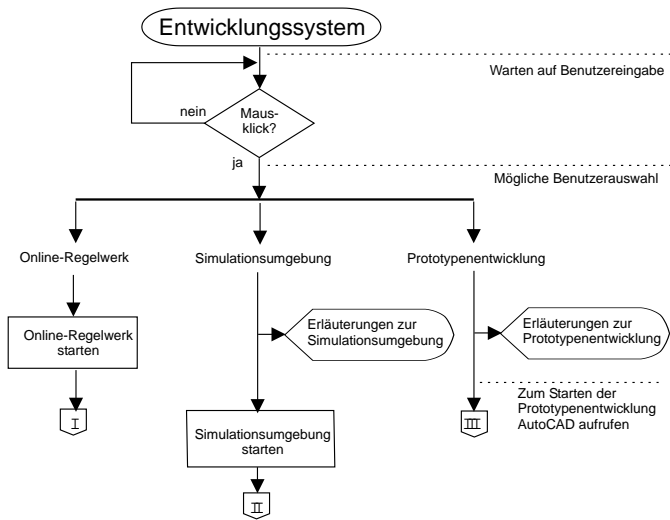 Entwicklungssystem
Warten auf Benutzereingabe
nein
Maus-
klick?
ja
Mögliche Benutzerauswahl
Online-Regelwerk
Simulationsumgebung
Prototypenentwicklung
Online-Regelwerk
starten
Erläuterungen zur
Simulationsumgebung
Erläuterungen zur
Prototypenentwicklung
I
Zum Starten der
Prototypenentwicklung
AutoCAD aufrufen
III
Simulationsumgebung
starten
II